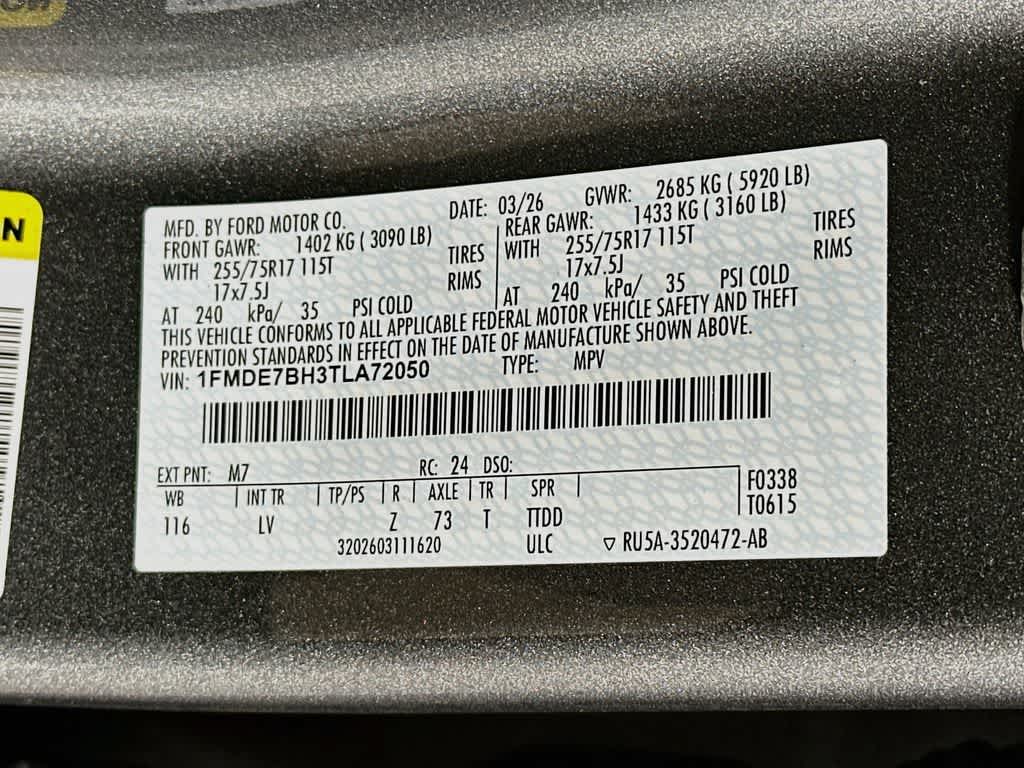 N
MFD. BY FORD MOTOR CO. DATE: 03/26 GVWR: 2685 KG ( 5920 LB)
FRONT GAWR: 1402 KG ( 3090 LB) REAR GAWR: 1433 KG ( 3160 LB)
WITH 255/75R17 115T TIRES WITH 255/75R17 115T TIRES
17x7.5J RIMS 17x7.5J RIMS
AT 240 kPa/ 35 PSI COLD AT 240 kPa/ 35 PSI COLD
THIS VEHICLE CONFORMS TO ALL APPLICABLE FEDERAL MOTOR VEHICLE SAFETY AND THEFT
PREVENTION STANDARDS IN EFFECT ON THE DATE OF MANUFACTURE SHOWN ABOVE.
VIN: 1FMDE7BH3TLA72050 TYPE: MPV
EXT PNT: M7 RC: 24 DSO:
WB INT TR TP/PS R AXLE TR SPR F0338
116 LV Z 73 T TTDD T0615
3202603111620 ULC ▽ RU5A-3520472-AB